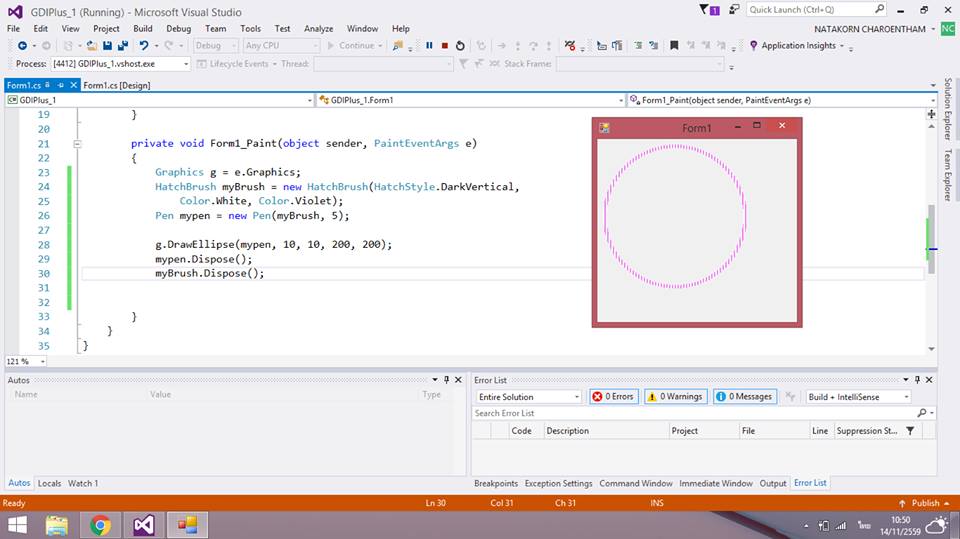 GDIPlus_1 (Running) - Microsoft Visual Studio
1
Quick Launch (Ctrl+Q)
File Edit View Project Build Debug Team Tools Test Analyze Window Help
NATAKORN CHAROENTHAM NC
Debug Any CPU Continue Application Insights
Process: [4412] GDIPlus_1.vshost.exe Lifecycle Events Thread: Stack Frame:
Form1.cs Form1.cs [Design]
GDIPlus_1 GDIPlus_1.Form1 Form1_Paint(object sender, PaintEventArgs e)
19 }
20
21 private void Form1_Paint(object sender, PaintEventArgs e)
22 {
23 Graphics g = e.Graphics;
24 HatchBrush myBrush = new HatchBrush(HatchStyle.DarkVertical,
25 Color.White, Color.Violet);
26 Pen mypen = new Pen(myBrush, 5);
27
28 g.DrawEllipse(mypen, 10, 10, 200, 200);
29 mypen.Dispose();
30 myBrush.Dispose();
31
32
33 }
34 }
35 }
Form1
Solution Explorer
Team Explorer
121 %
Autos
Name Value Type
Autos Locals Watch 1
Error List
Entire Solution 0 Errors 0 Warnings 0 Messages Build + IntelliSense
Search Error List
Code Description Project File Line Suppression St...
Breakpoints Exception Settings Command Window Immediate Window Output Error List
Ready Ln 30 Col 31 Ch 31 INS Publish
ไทย
10:50
14/11/2559